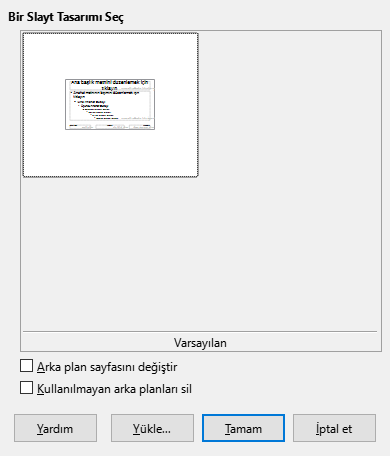 Bir Slayt Tasarımı Seç
Ana başlık metnini düzenlemek için
tıklayın
Varsayılan
Arka plan sayfasını değiştir
Kullanılmayan arka planları sil
Yardım
Yükle...
Tamam
İptal et